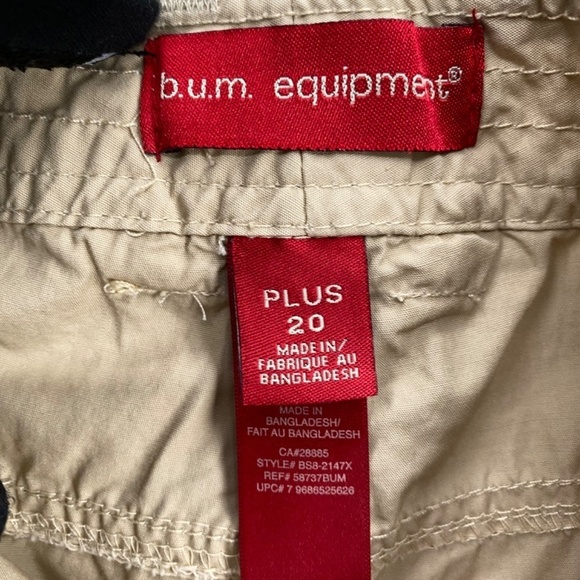 b.u.m. equipment®
PLUS
20
MADE IN/
FABRIQUE AU
BANGLADESH
MADE IN
BANGLADESH/
FAIT AU BANGLADESH
CA#28885
STYLE# BS8-2147X
REF# 58737BUM
UPC# 7 9686525626